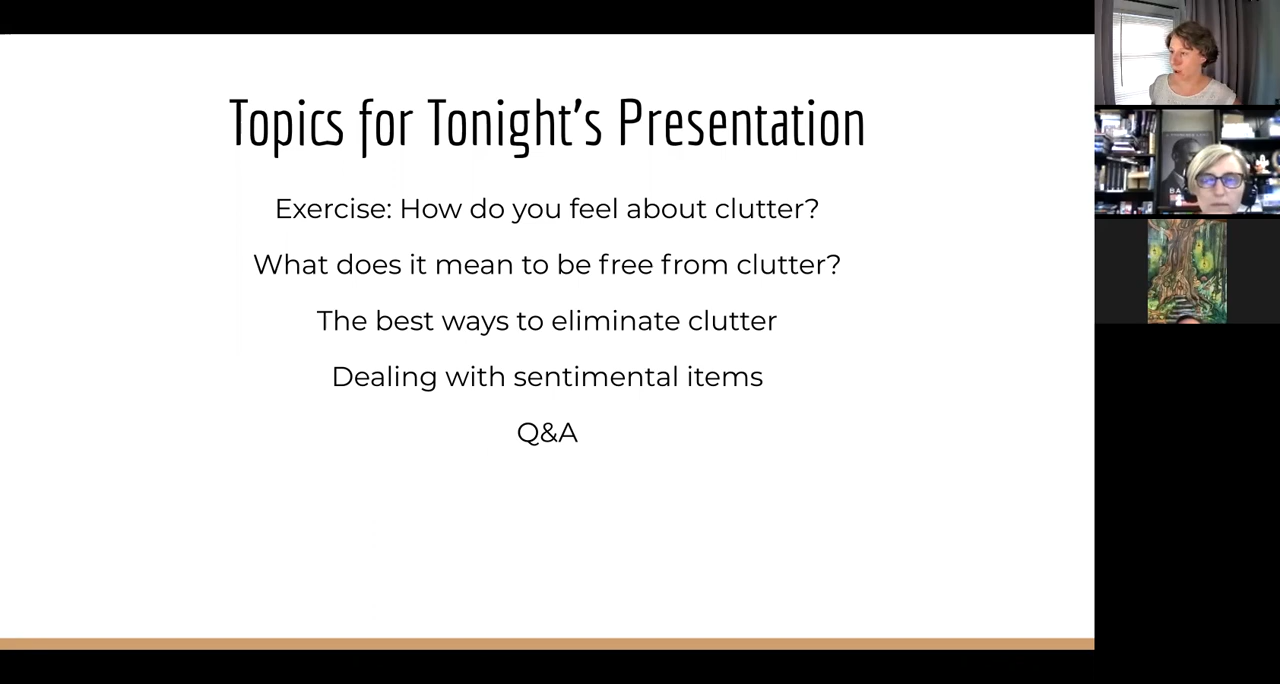 Topics for Tonight's Presentation
Exercise: How do you feel about clutter?
What does it mean to be free from clutter?
The best ways to eliminate clutter
Dealing with sentimental items
Q&A